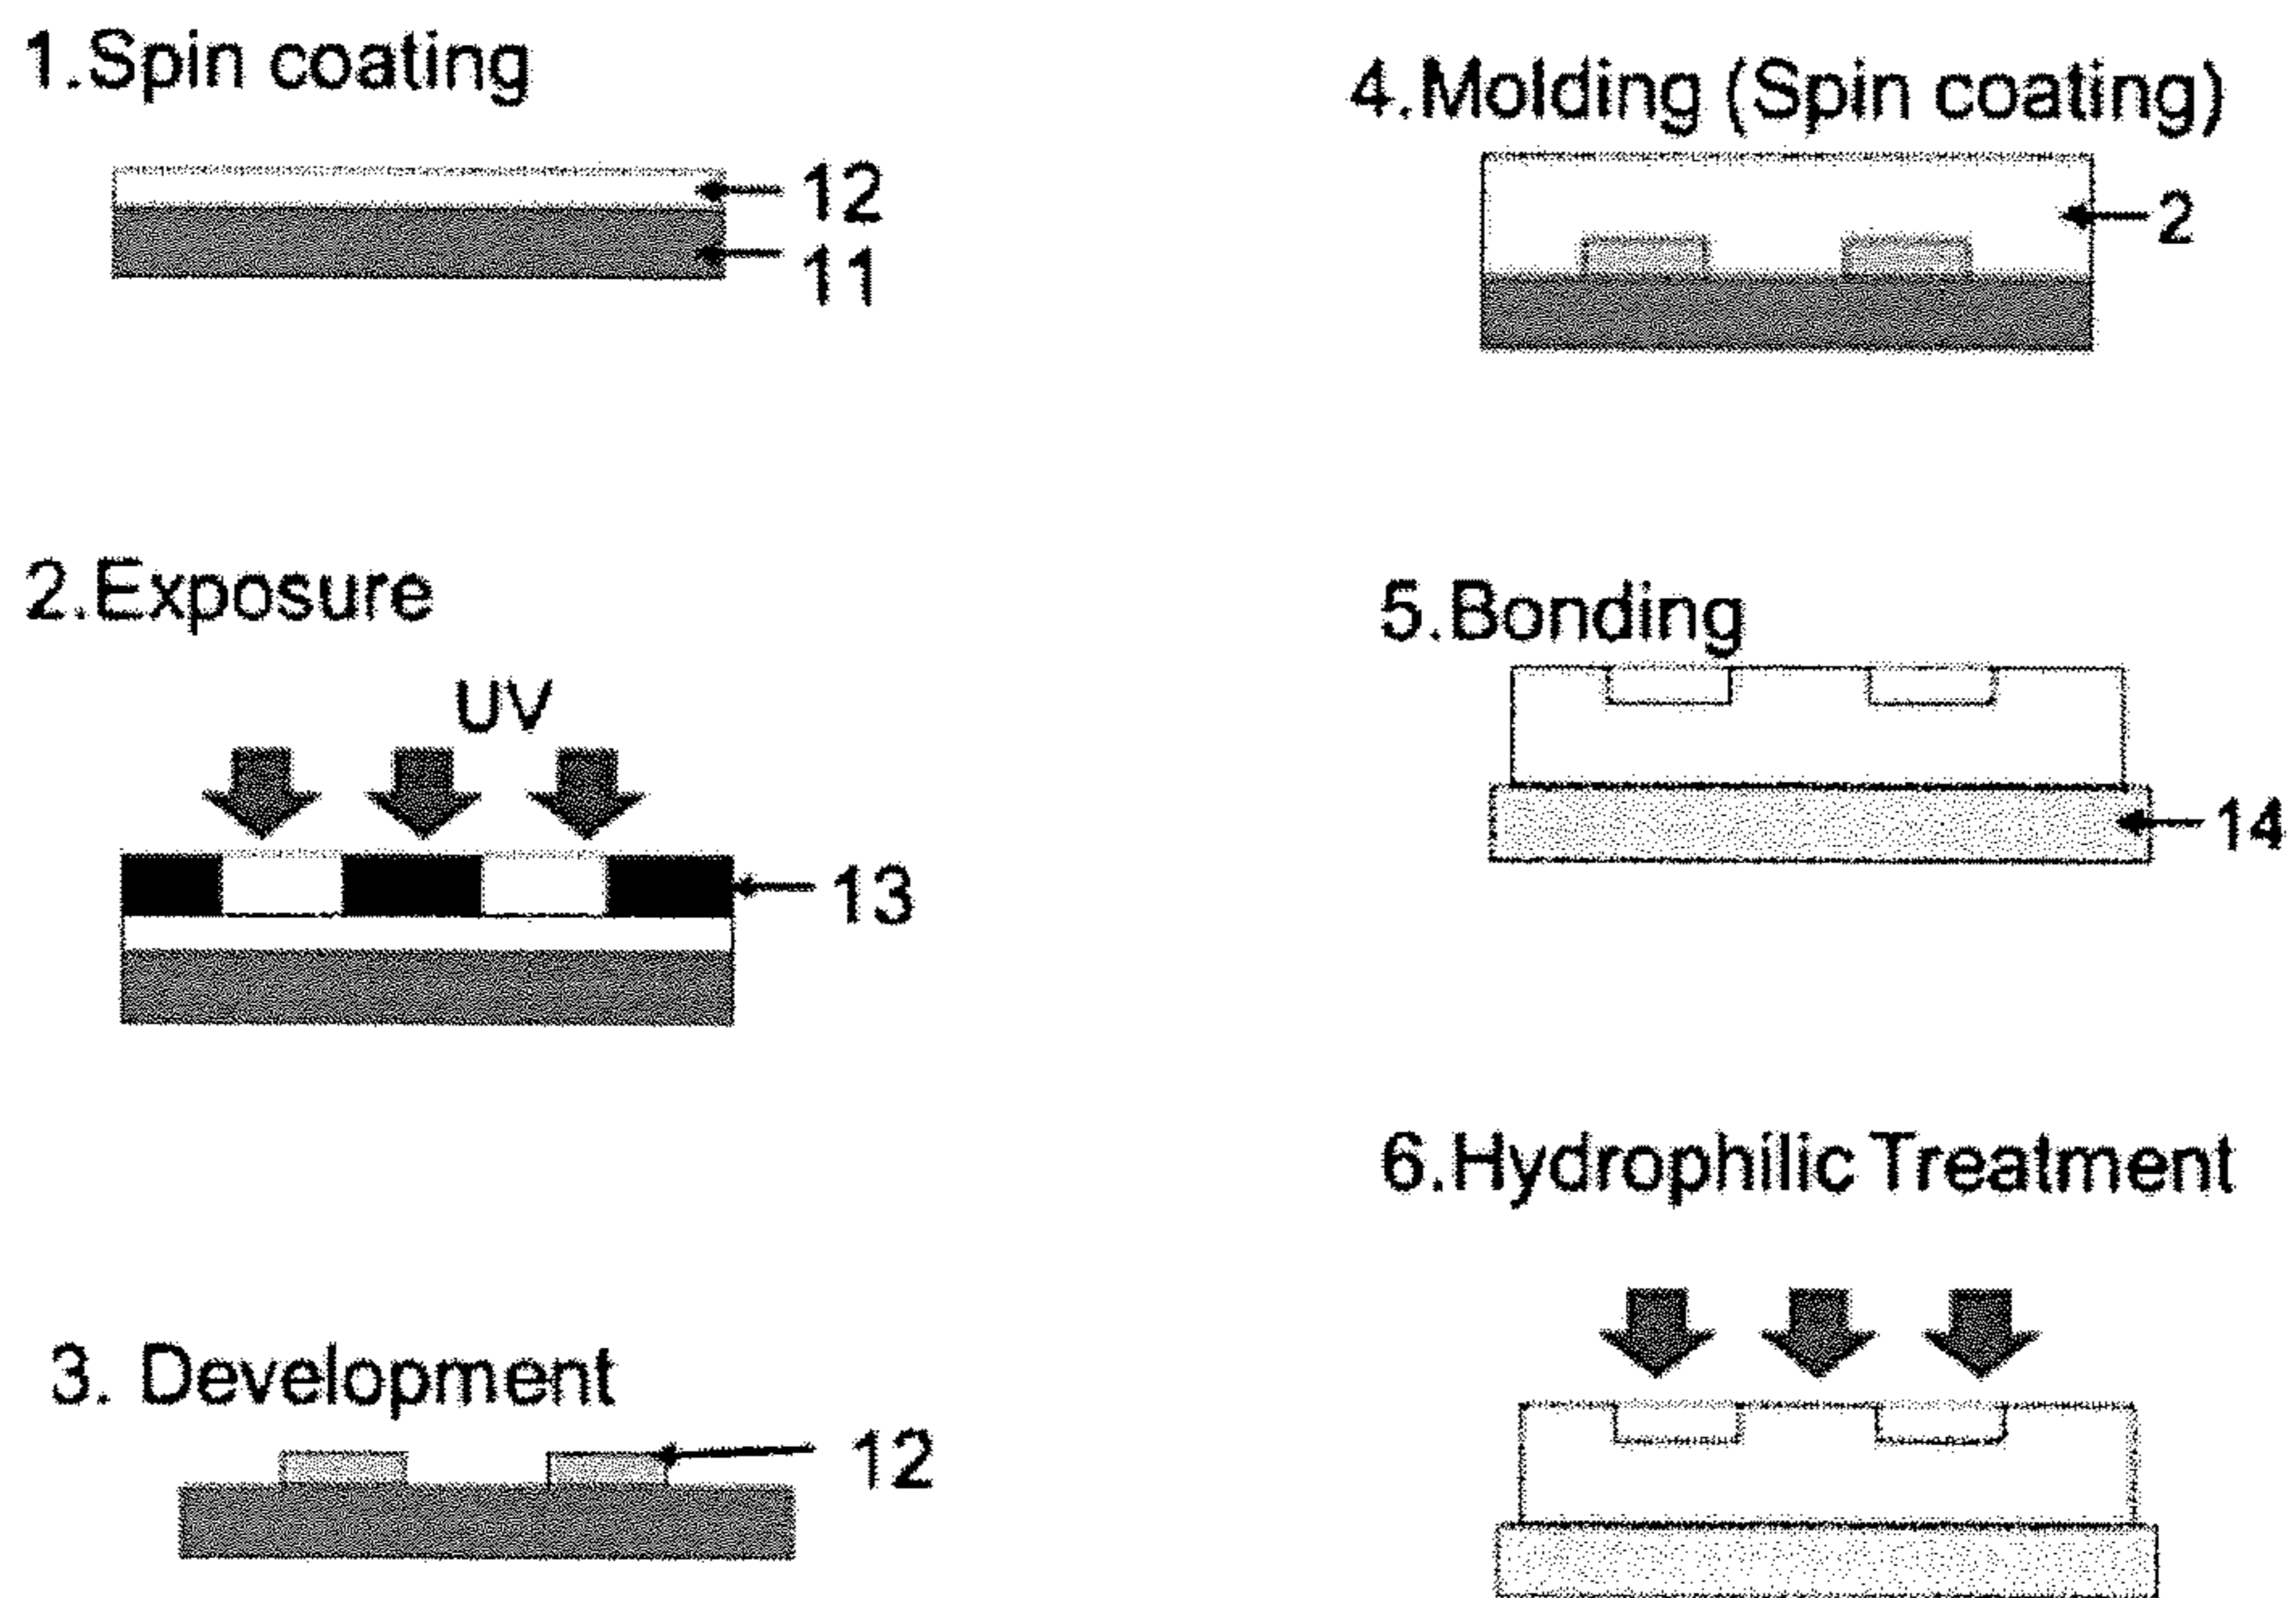 1.Spin coating
12
11
2.Exposure
UV
13
3. Development
12
4.Molding (Spin coating)
2
5.Bonding
14
6.Hydrophilic Treatment